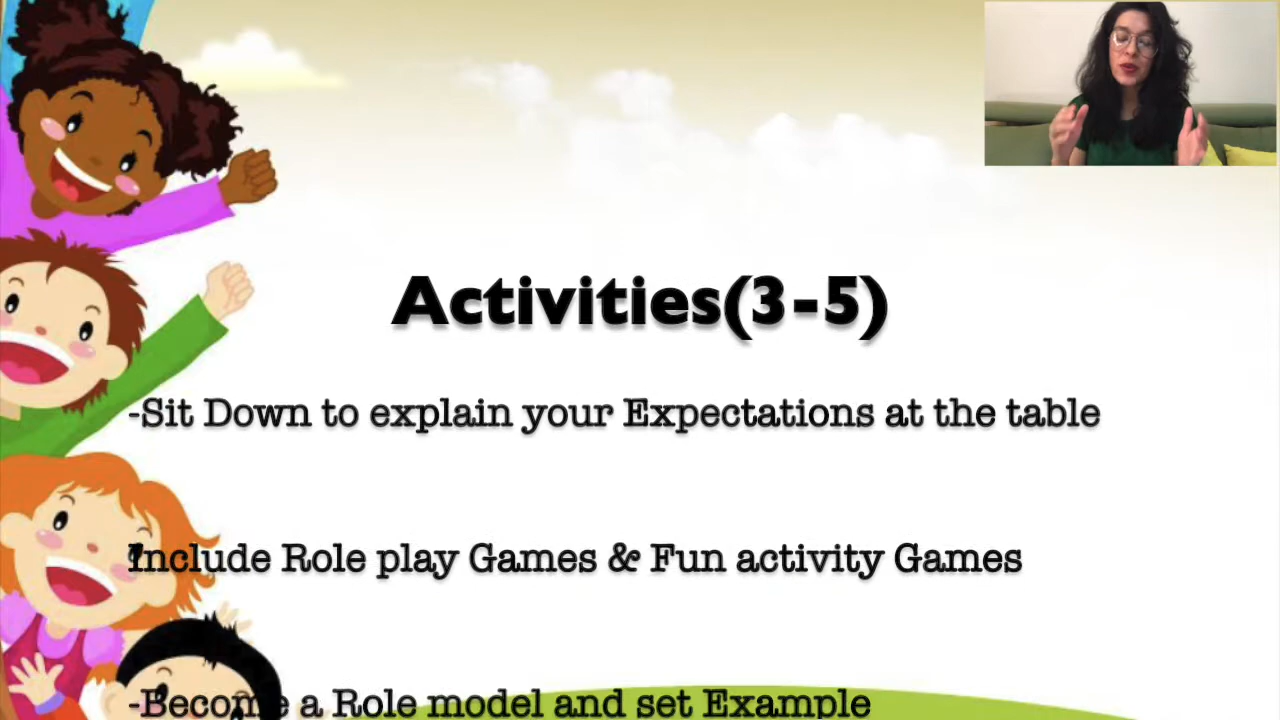 Activities(3-5)
-Sit Down to explain your Expectations at the table
Include Role play Games & Fun activity Games
-Become a Role model and set Example